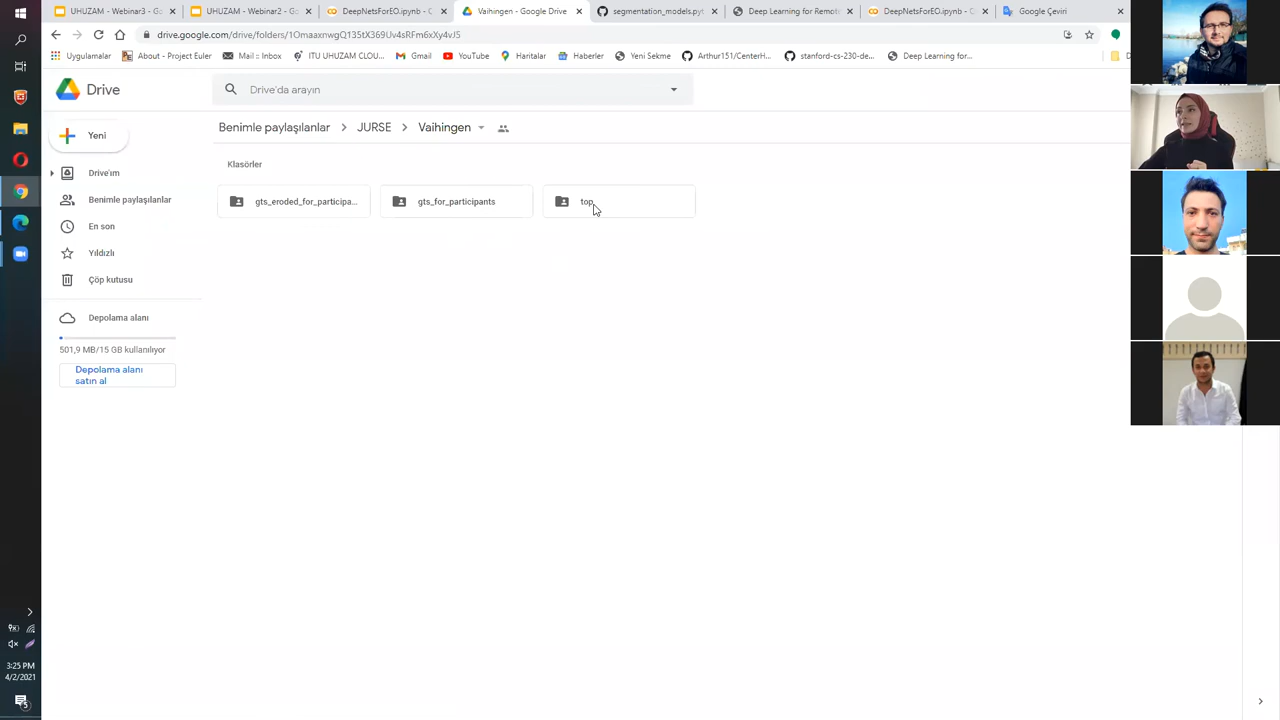 UHUZAM - Webinar3 - G
UHUZAM - Webinar2 - G
DeepNetsForEO.ipynb - C
Vaihingen - Google Drive
segmentation_models.pyt
Deep Learning for Remot
DeepNetsForEO.ipynb - C
Google Çeviri
drive.google.com/drive/folders/1OmaaxnwgQ135tX369Uv4sRFm6xXy4vJ5
Uygulamalar
About - Project Euler
Mail :: Inbox
ITU UHUZAM CLOU...
Gmail
YouTube
Haritalar
Haberler
Yeni Sekme
Arthur151/CenterH...
stanford-cs-230-de...
Deep Learning for...
Drive
Drive'da arayın
Yeni
Benimle paylaşılanlar
JURSE
Vaihingen
Klasörler
Drive'ım
Benimle paylaşılanlar
En son
Yıldızlı
Çöp kutusu
Depolama alanı
501,9 MB/15 GB kullanılıyor
Depolama alanı
satın al
gts_eroded_for_participa...
gts_for_participants
top
3:25 PM
4/2/2021
5